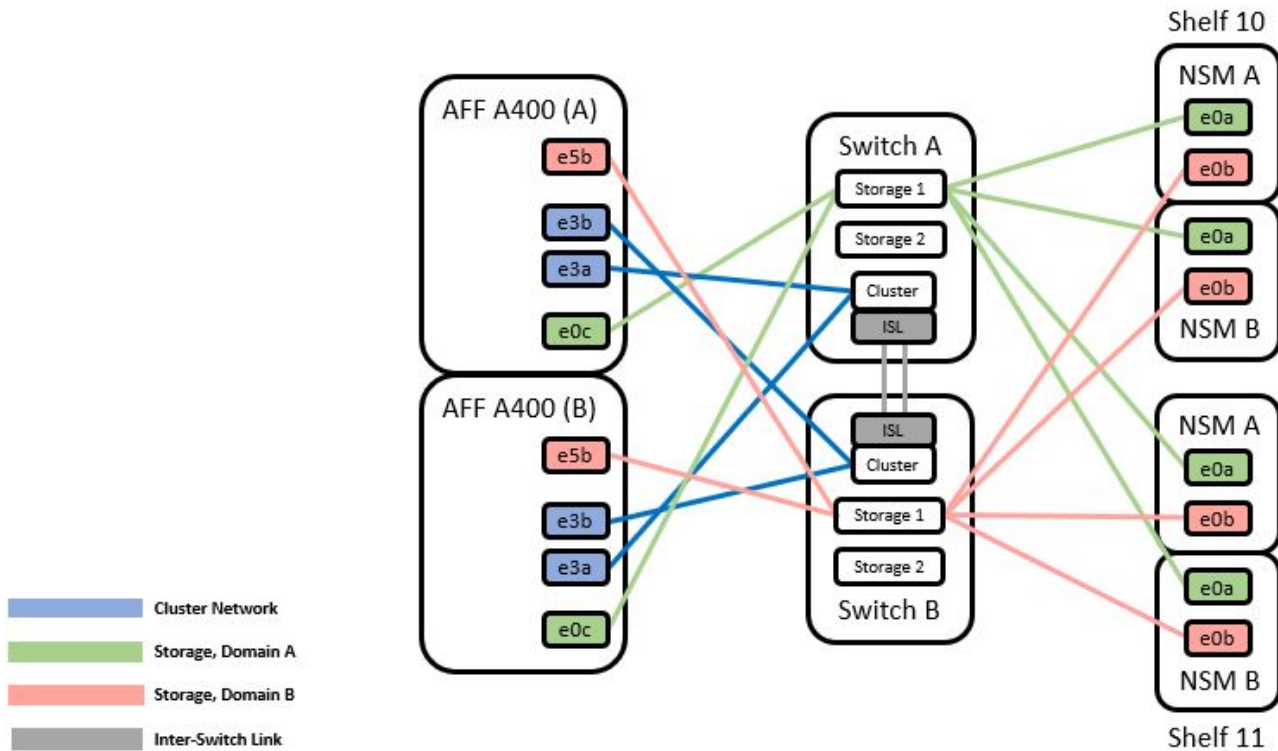 Shelf 10
NSM A
e0a
e0b
e0a
e0b
NSM B
AFF A400 (A)
e5b
e3b
e3a
e0c
AFF A400 (B)
e5b
e3b
e3a
e0c
Switch A
Storage 1
Storage 2
Cluster
ISL
ISL
Cluster
Storage 1
Storage 2
Switch B
NSM A
e0a
e0b
e0a
e0b
NSM B
Shelf 11
Cluster Network
Storage, Domain A
Storage, Domain B
Inter-Switch Link